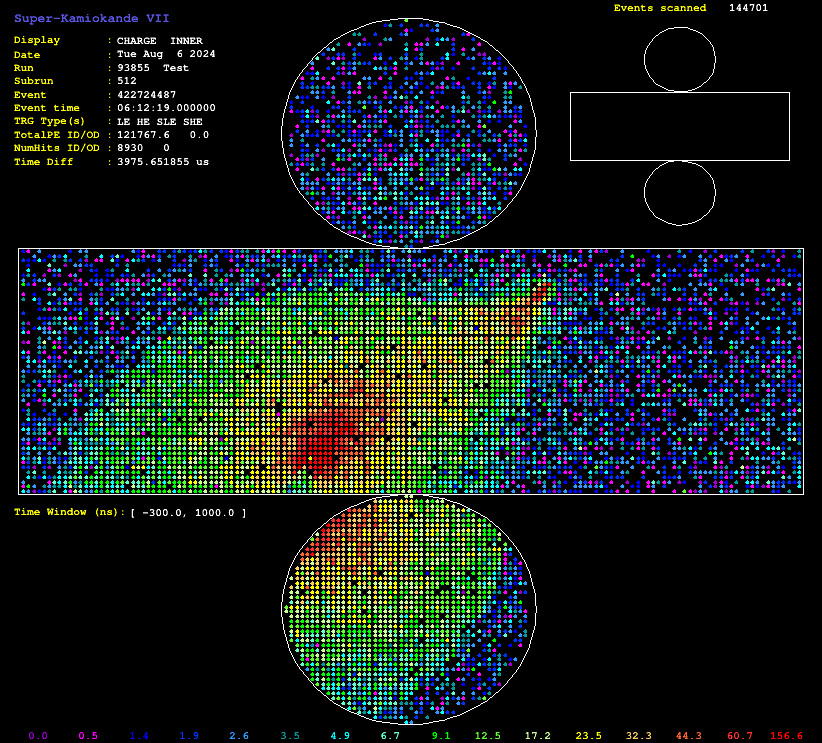 Super-Kamiokande VII
Events scanned 144701
Display : CHARGE INNER
Date : Tue Aug 6 2024
Run : 93855 Test
Subrun : 512
Event : 422724487
Event time : 06:12:19.000000
TRG Type(s) : LE HE SLE SHE
TotalPE ID/OD : 121767.6 0.0
NumHits ID/OD : 8930 0
Time Diff : 3975.651855 us
Time Window (ns): [ -300.0, 1000.0 ]
0.0 0.5 1.4 1.9 2.6 3.5 4.9 6.7 9.1 12.5 17.2 23.5 32.3 44.3 60.7 156.6